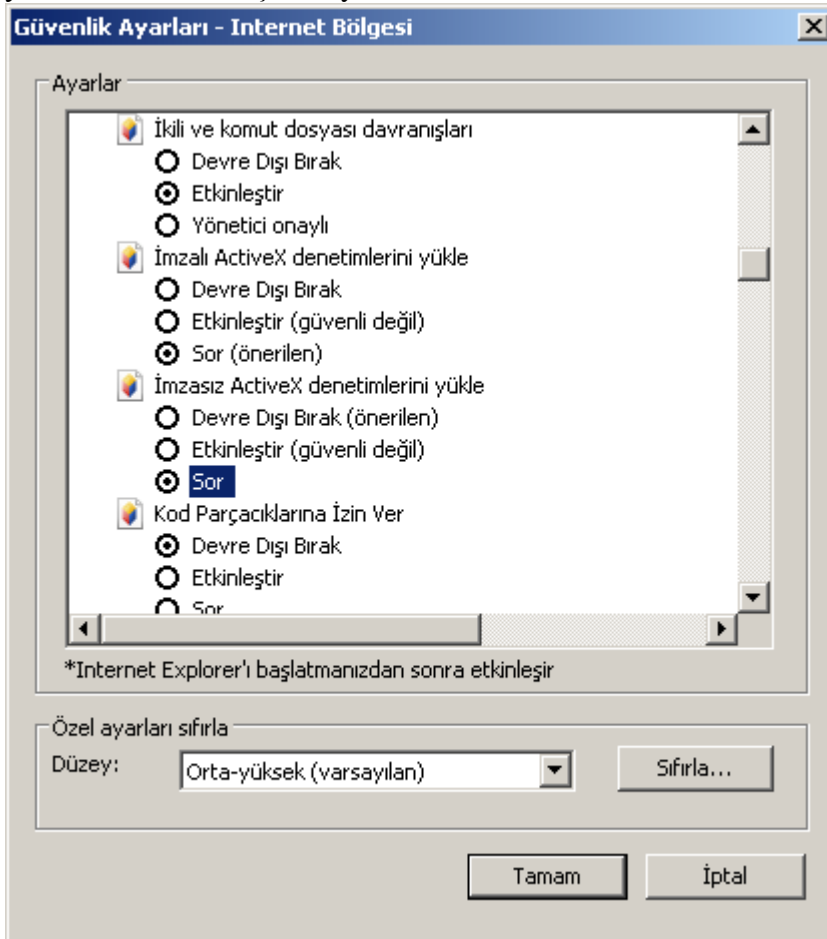 Güvenlik Ayarları - Internet Bölgesi
Ayarlar
İkili ve komut dosyası davranışları
Devre Dışı Bırak
Etkinleştir
Yönetici onaylı
İmzalı ActiveX denetimlerini yükle
Devre Dışı Bırak
Etkinleştir (güvenli değil)
Sor (önerilen)
İmzasız ActiveX denetimlerini yükle
Devre Dışı Bırak (önerilen)
Etkinleştir (güvenli değil)
Sor
Kod Parçacıklarına İzin Ver
Devre Dışı Bırak
Etkinleştir
Sor
*Internet Explorer'ı başlatmanızdan sonra etkinleşir
Özel ayarları sıfırla
Düzey: Orta-yüksek (varsayılan) Sıfırla...
Tamam İptal